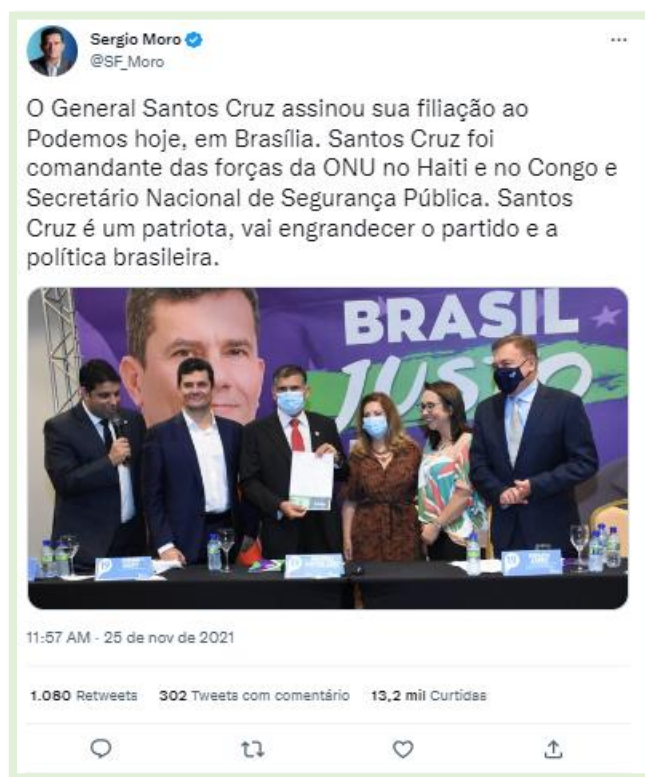 Sergio Moro
@SF_Moro
O General Santos Cruz assinou sua filiação ao
Podemos hoje, em Brasília. Santos Cruz foi
comandante das forças da ONU no Haiti e no Congo e
Secretário Nacional de Segurança Pública. Santos
Cruz é um patriota, vai engrandecer o partido e a
política brasileira.
BRASIL
JUSTO
11:57 AM · 25 de nov de 2021
1.080 Retweets 302 Tweets com comentário 13,2 mil Curtidas